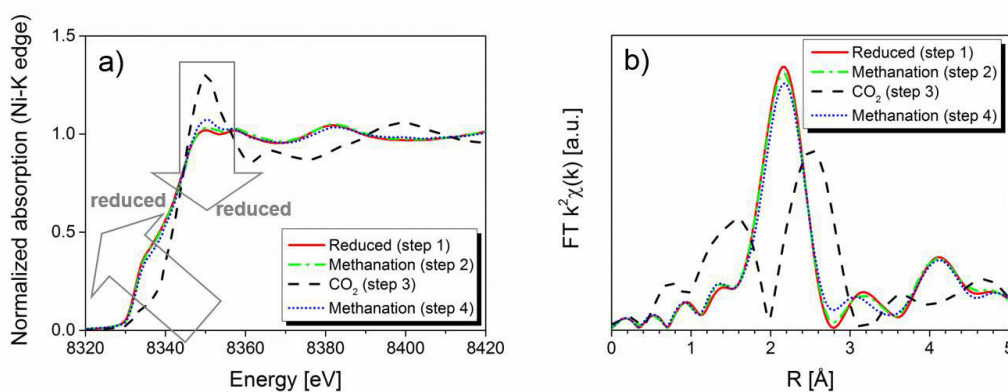 a)
Normalized absorption (Ni-K edge)
1.5
1.0
0.5
0.0
reduced
reduced
Reduced (step 1)
Methanation (step 2)
CO₂ (step 3)
Methanation (step 4)
8320 8340 8360 8380 8400 8420
Energy [eV]
b)
FT k²χ(k) [a.u.]
Reduced (step 1)
Methanation (step 2)
CO₂ (step 3)
Methanation (step 4)
0 1 2 3 4 5
R [Å]